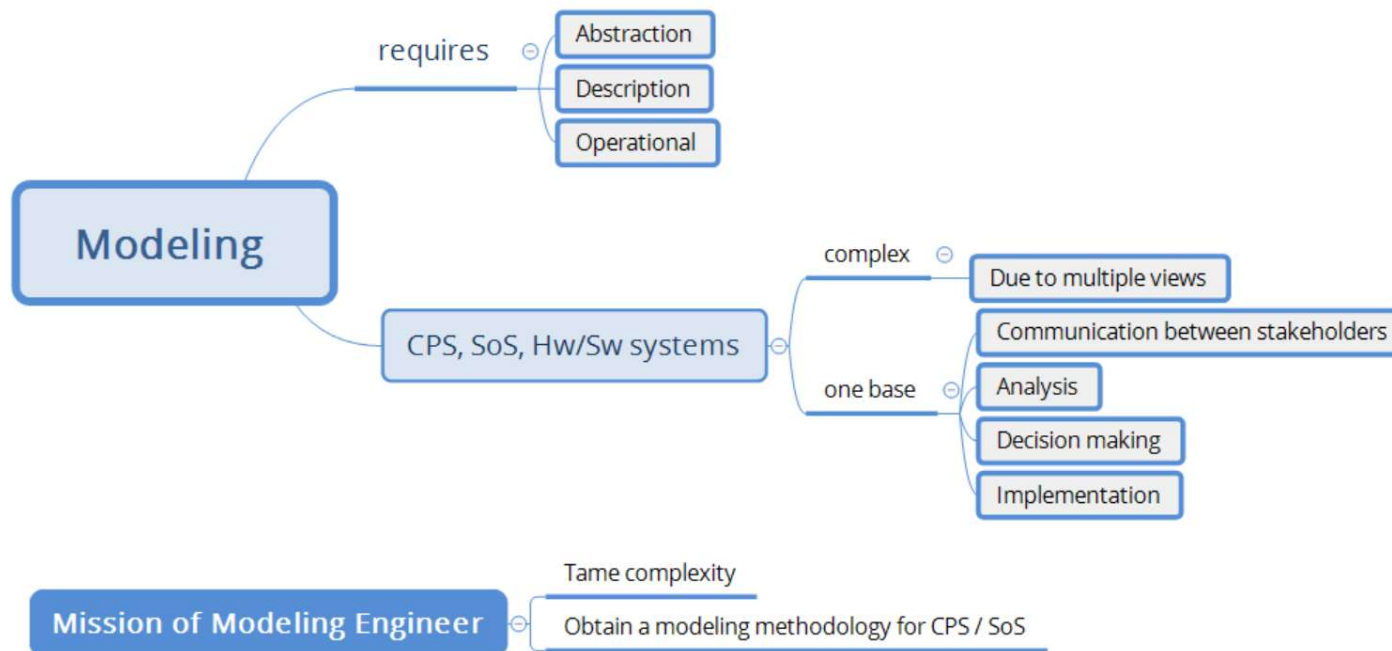 requires
Abstraction
Description
Operational
Modeling
CPS, SoS, Hw/Sw systems
complex
Due to multiple views
one base
Communication between stakeholders
Analysis
Decision making
Implementation
Mission of Modeling Engineer
Tame complexity
Obtain a modeling methodology for CPS / SoS